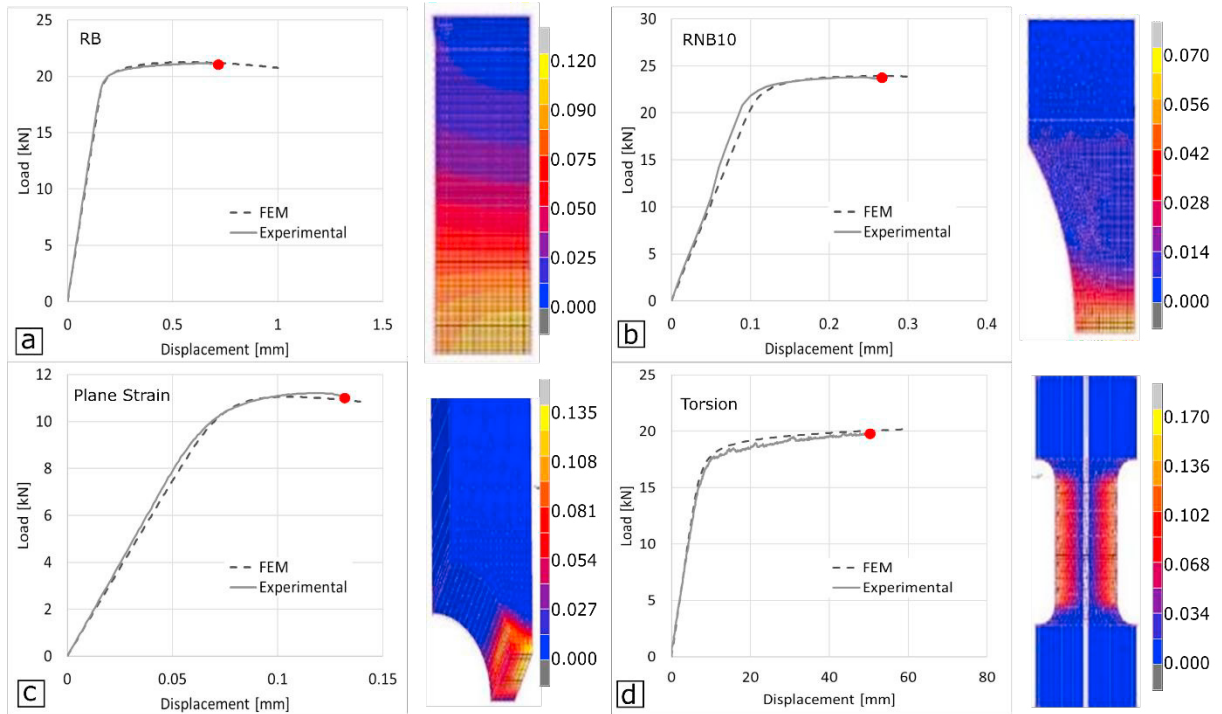 RB
Load [kN]
25
20
15
10
5
0
0 0.5 1 1.5
Displacement [mm]
FEM
Experimental
a
0.120
0.090
0.075
0.050
0.025
0.000
RNB10
Load [kN]
30
25
20
15
10
5
0
0 0.1 0.2 0.3 0.4
Displacement [mm]
FEM
Experimental
b
0.070
0.056
0.042
0.028
0.014
0.000
Plane Strain
Load [kN]
12
10
8
6
4
2
0
0 0.05 0.1 0.15
Displacement [mm]
FEM
Experimental
c
0.135
0.108
0.081
0.054
0.027
0.000
Torsion
Load [kN]
25
20
15
10
5
0
0 20 40 60 80
Displacement [mm]
FEM
Experimental
d
0.170
0.136
0.102
0.068
0.034
0.000